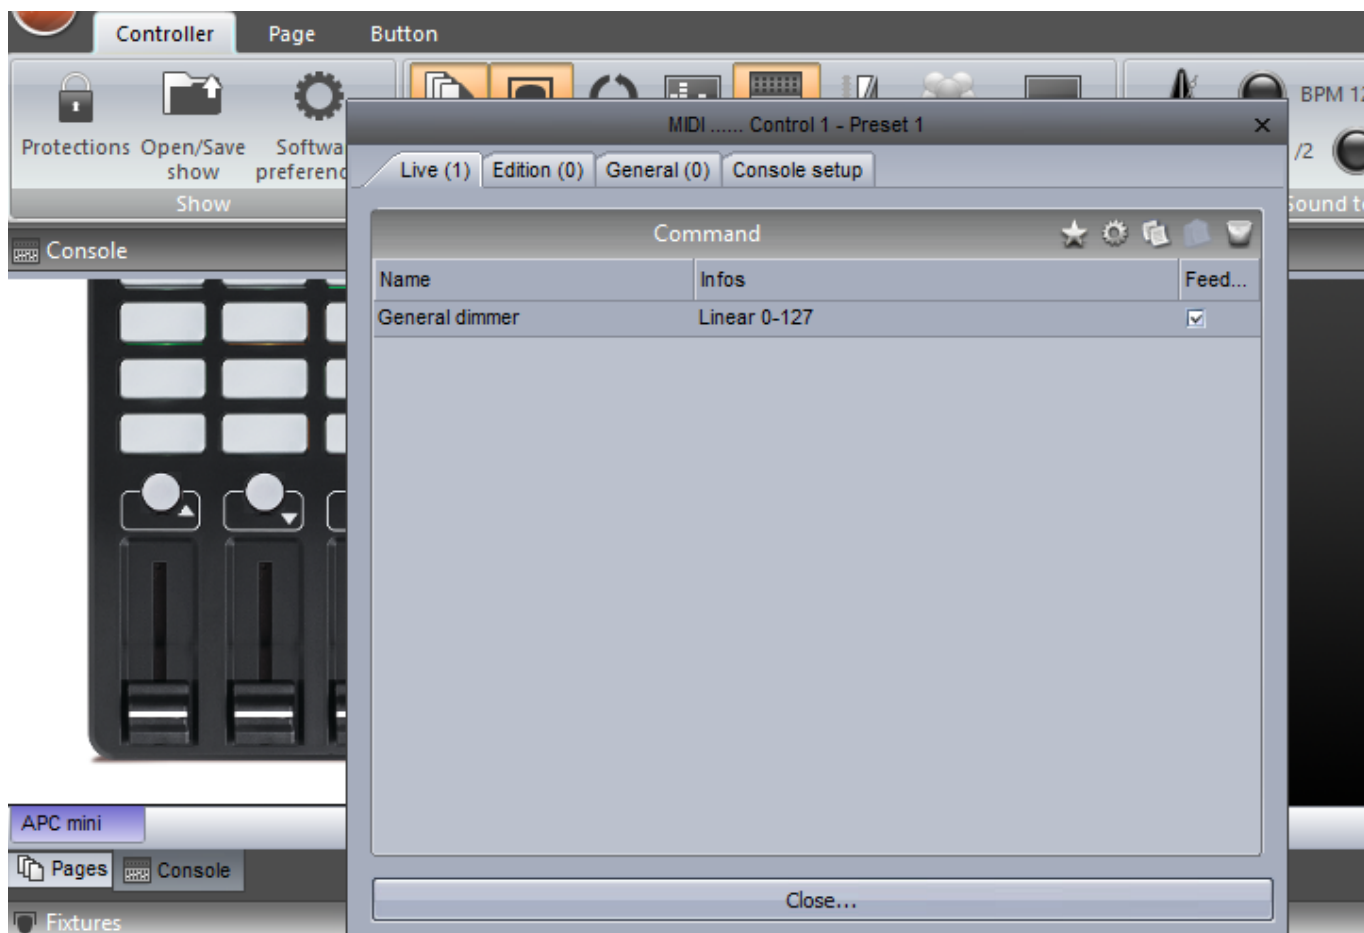 Controller Page Button
Protections Open/Save show
Show
BPM
/2
Console
MIDI ...... Control 1 - Preset 1
Live (1) Edition (0) General (0) Console setup
Command
Name Infos Feed...
General dimmer Linear 0-127
Close...
APC mini
Pages Console
Fixtures